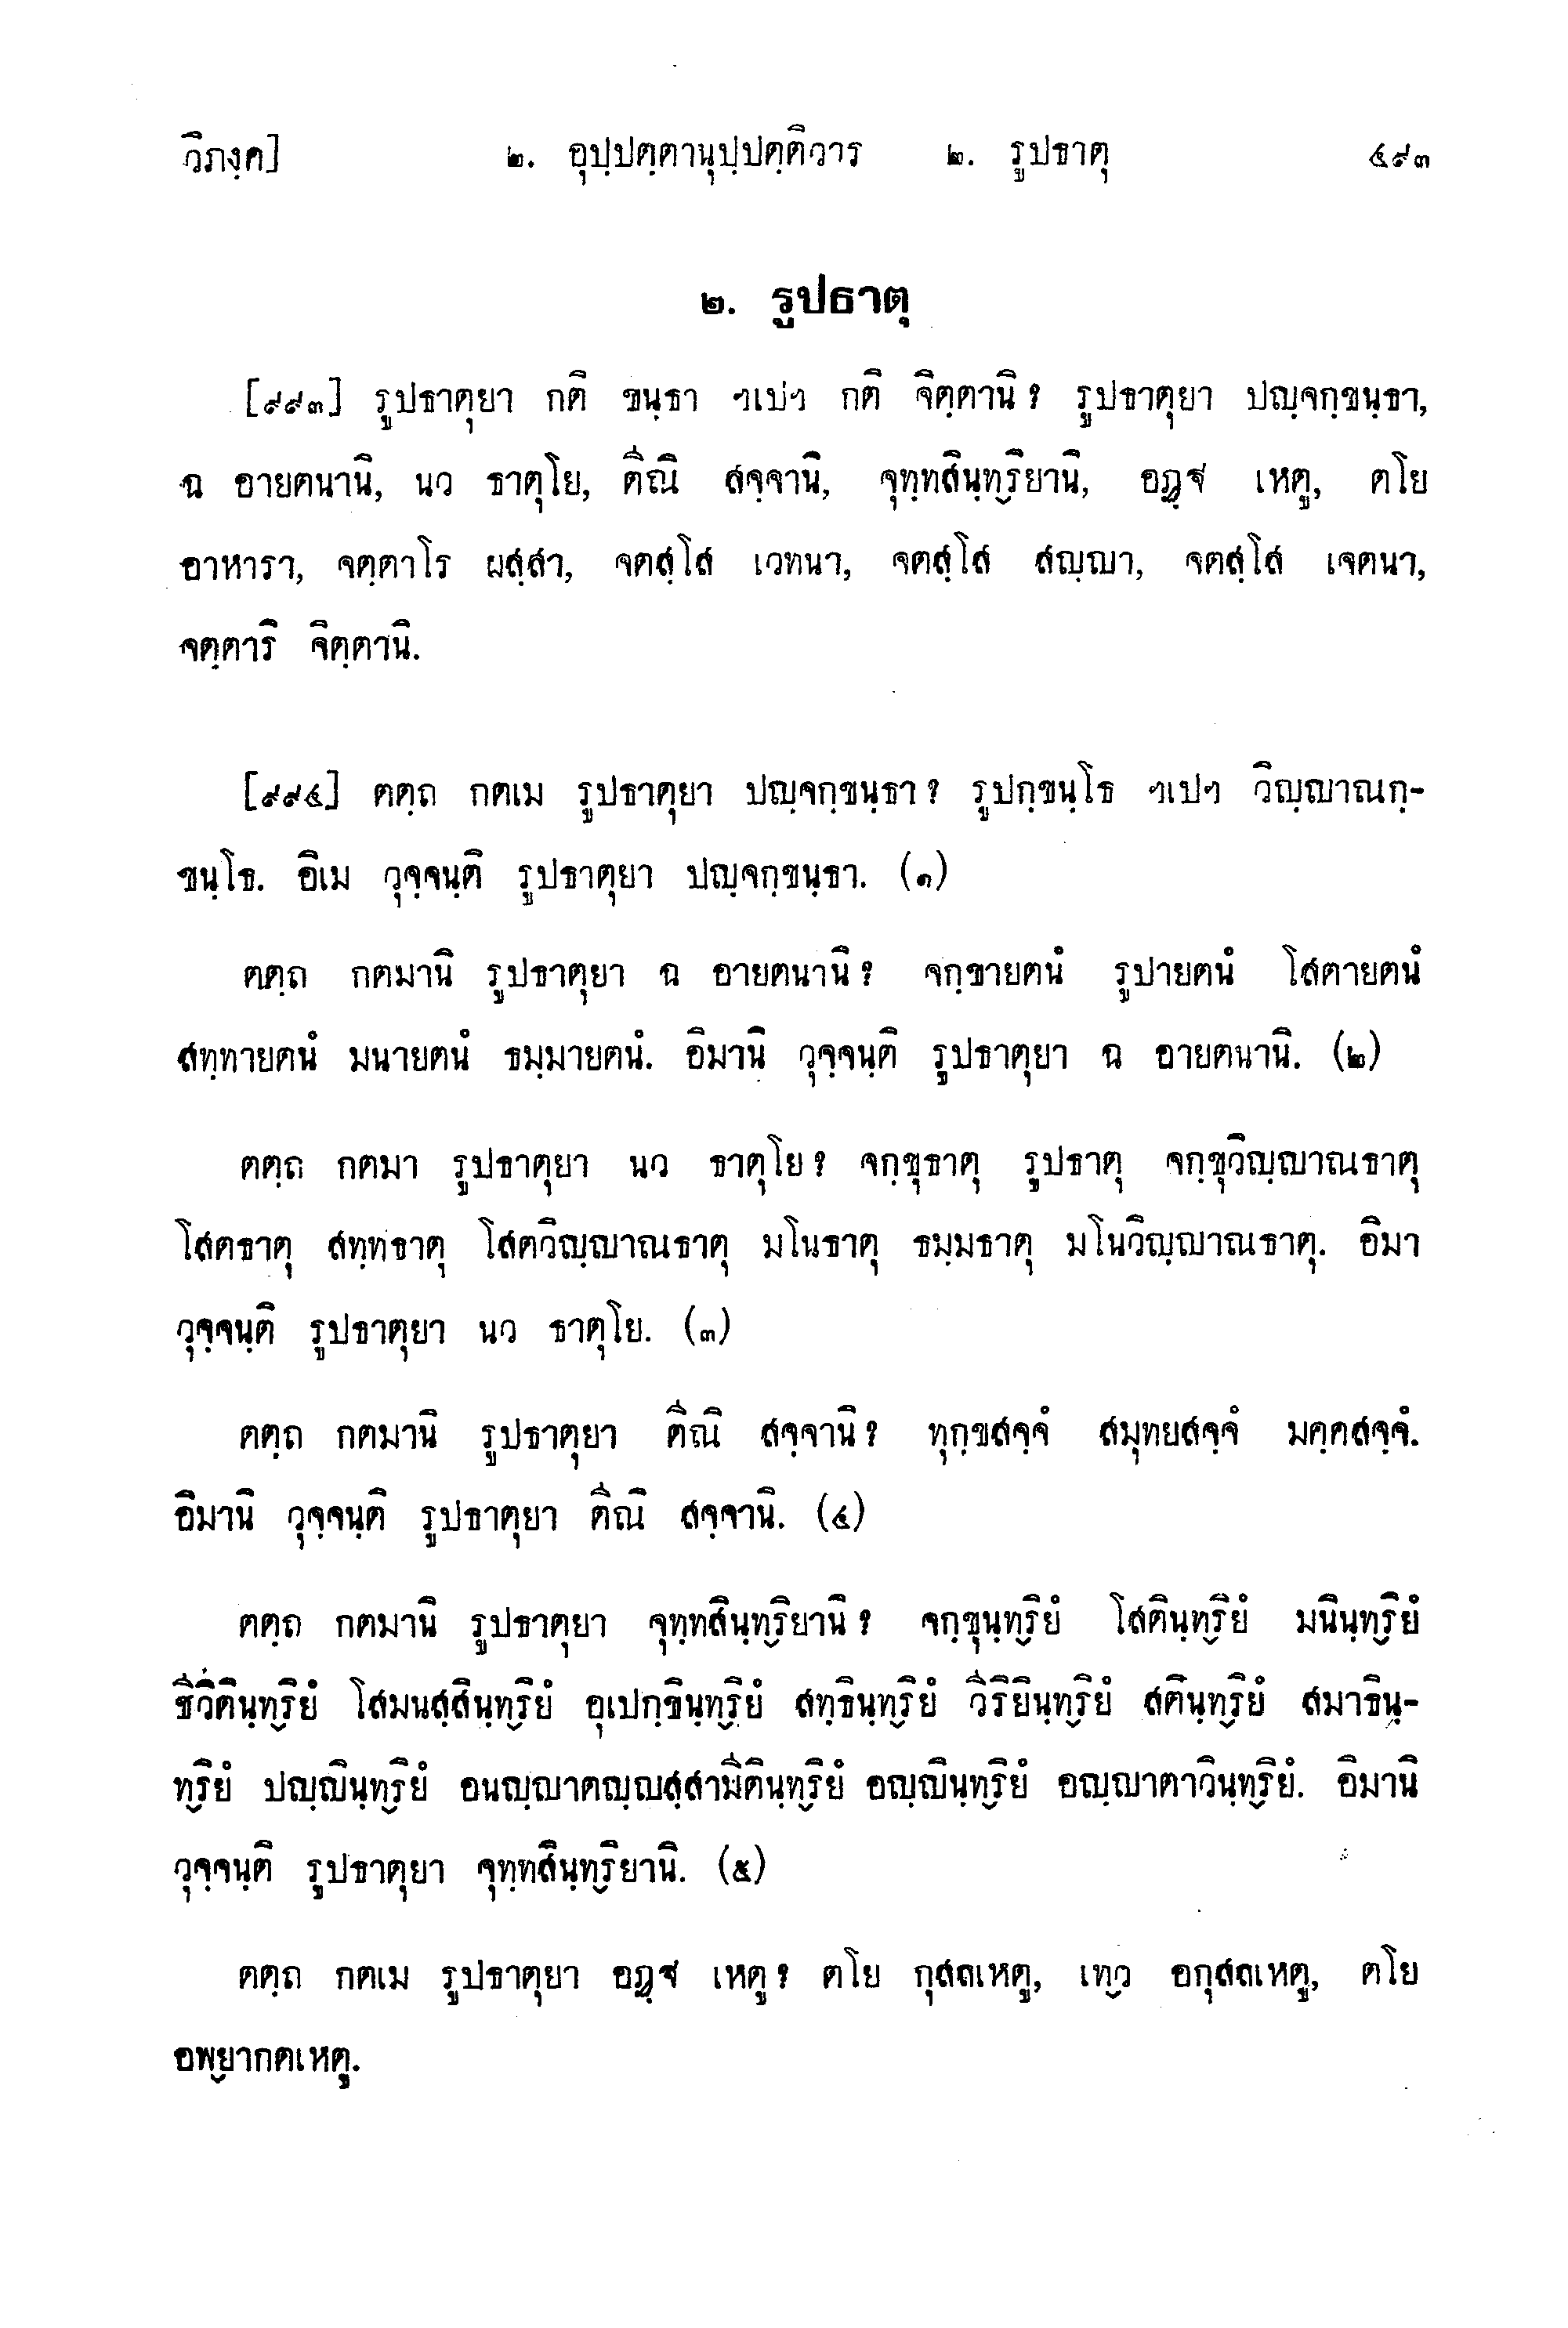 วิภงฺค]	๒. อุปฺปตฺตานุปฺปตฺติวาร ๒. รูปธาตุ	๔๙๓
๒. รูปธาตุ
[๙๙๓] รูปธาตุยา กติ ขนฺธา ฯเปฯ กติ จิตฺตานิ? รูปธาตุยา ปญฺจกฺขนฺธา,
ฉ อายตนานิ, นว ธาตุโย, ตีณิ สจฺจานิ, จุทฺทสินฺทฺริยานิ, อฏฺฐ เหตู, ตโย
อาหารา, จตฺตาโร ผสฺสา, จตสฺโส เวทนา, จตสฺโส สญฺญา, จตสฺโส เจตนา,
จตฺตาริ จิตฺตานิ.
[๙๙๔] ตตฺถ กตเม รูปธาตุยา ปญฺจกฺขนฺธา? รูปกฺขนฺโธ ฯเปฯ วิญฺญาณกฺ-
ขนฺโธ. อิเม วุจฺจนฺติ รูปธาตุยา ปญฺจกฺขนฺธา. (๑)
ตตฺถ กตมานิ รูปธาตุยา ฉ อายตนานิ? จกฺขายตนํ รูปายตนํ โสตายตนํ
สทฺทายตนํ มนายตนํ ธมฺมายตนํ. อิมานิ วุจฺจนฺติ รูปธาตุยา ฉ อายตนานิ. (๒)
ตตฺถ กตมา รูปธาตุยา นว ธาตุโย? จกฺขุธาตุ รูปธาตุ จกฺขุวิญฺญาณธาตุ
โสตธาตุ สทฺทธาตุ โสตวิญฺญาณธาตุ มโนธาตุ ธมฺมธาตุ มโนวิญฺญาณธาตุ. อิมา
วุจฺจนฺติ รูปธาตุยา นว ธาตุโย. (๓)
ตตฺถ กตมานิ รูปธาตุยา ตีณิ สจฺจานิ? ทุกฺขสจฺจํ สมุทยสจฺจํ มคฺคสจฺจํ.
อิมานิ วุจฺจนฺติ รูปธาตุยา ตีณิ สจฺจานิ. (๔)
ตตฺถ กตมานิ รูปธาตุยา จุทฺทสินฺทฺริยานิ? จกฺขุนฺทฺริยํ โสตินฺทฺริยํ มนินฺทฺริยํ
ชีวิตินฺทฺริยํ โสมนสฺสินฺทฺริยํ อุเปกฺขินฺทฺริยํ สทฺธินฺทฺริยํ วีริยินฺทฺริยํ สตินฺทฺริยํ สมาธินฺ-
ทฺริยํ ปญฺญินฺทฺริยํ อนญฺญาตญฺญสฺสามีตินฺทฺริยํ อญฺญินฺทฺริยํ อญฺญาตาวินฺทฺริยํ. อิมานิ
วุจฺจนฺติ รูปธาตุยา จุทฺทสินฺทฺริยานิ. (๕)
ตตฺถ กตเม รูปธาตุยา อฏฺฐ เหตู? ตโย กุสลเหตู, เทฺว อกุสลเหตู, ตโย
อพฺยากตเหตู.